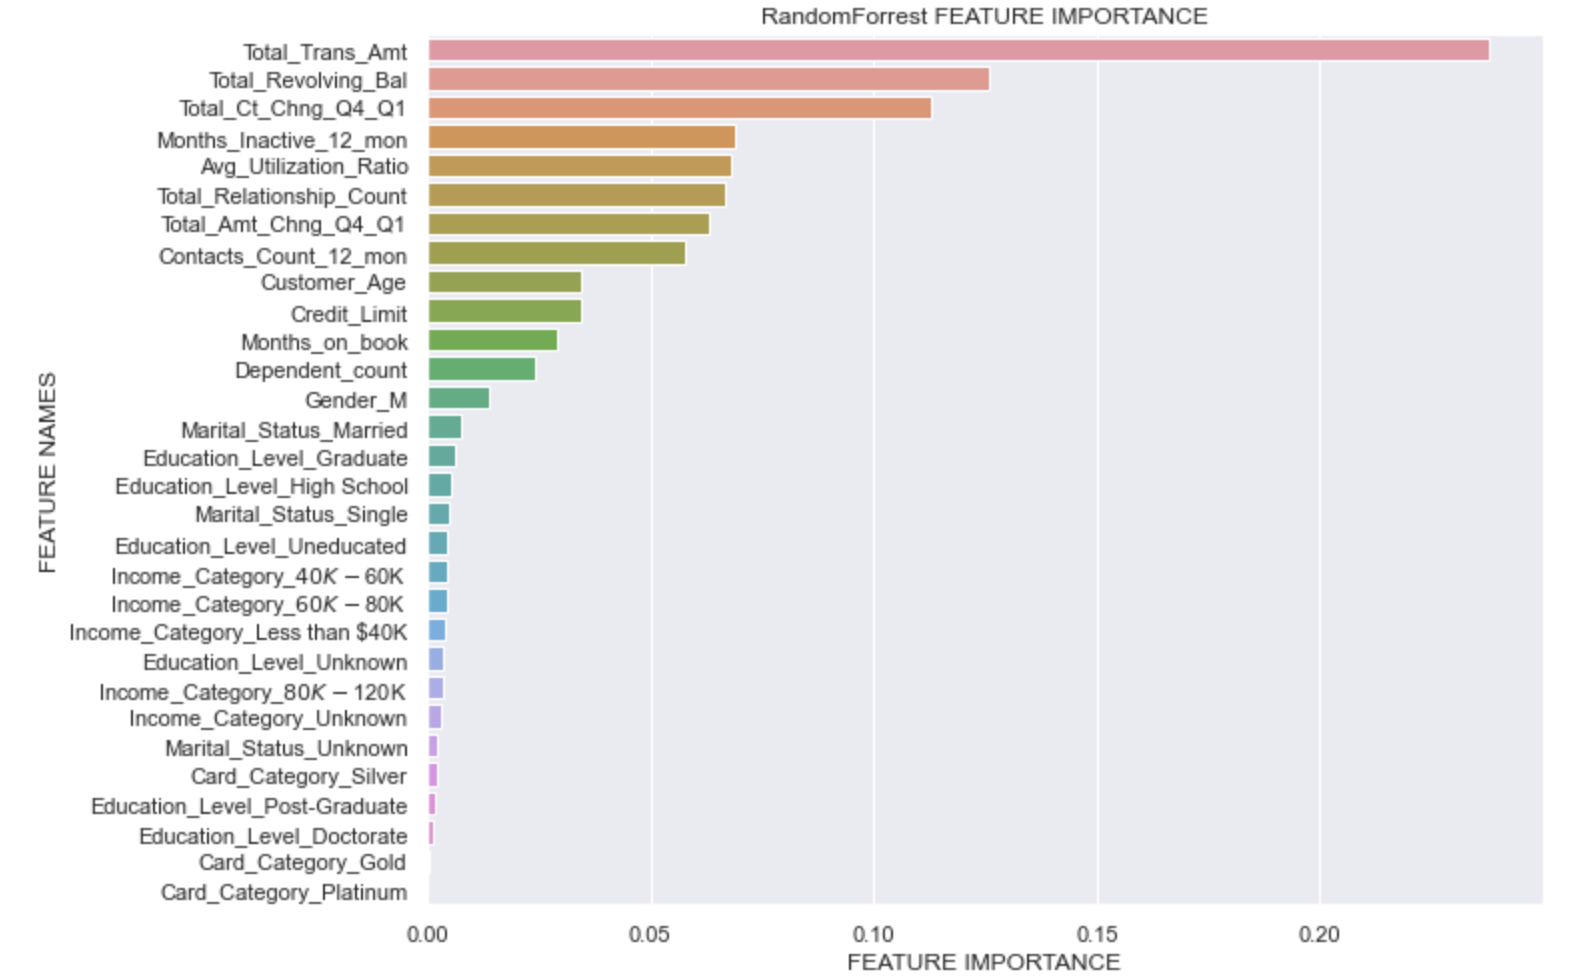 RandomForrest FEATURE IMPORTANCE
Total_Trans_Amt
Total_Revolving_Bal
Total_Ct_Chng_Q4_Q1
Months_Inactive_12_mon
Avg_Utilization_Ratio
Total_Relationship_Count
Total_Amt_Chng_Q4_Q1
Contacts_Count_12_mon
Customer_Age
Credit_Limit
Months_on_book
Dependent_count
Gender_M
Marital_Status_Married
Education_Level_Graduate
Education_Level_High School
Marital_Status_Single
Education_Level_Uneducated
Income_Category_40K − 60K
Income_Category_60K − 80K
Income_Category_Less than $40K
Education_Level_Unknown
Income_Category_80K − 120K
Income_Category_Unknown
Marital_Status_Unknown
Card_Category_Silver
Education_Level_Post-Graduate
Education_Level_Doctorate
Card_Category_Gold
Card_Category_Platinum
FEATURE NAMES
0.00 0.05 0.10 0.15 0.20
FEATURE IMPORTANCE